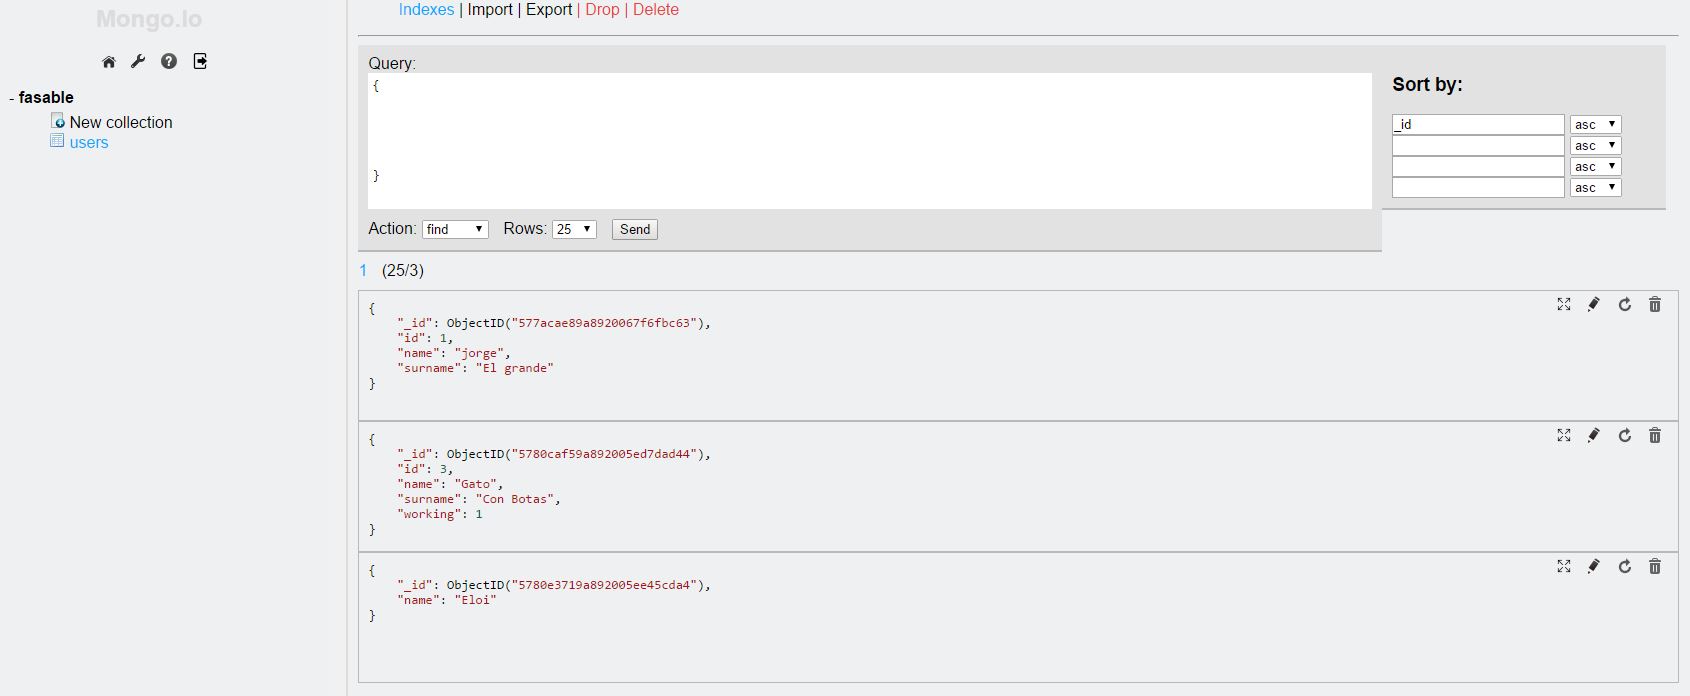 Mongo.Io
- fasable
New collection
users
Indexes | Import | Export | Drop | Delete
Query:
{
}
Sort by:
_id asc
asc
asc
asc
Action: find Rows: 25 Send
1 (25/3)
{
"_id": ObjectID("577acae89a8920067f6fbc63"),
"id": 1,
"name": "jorge",
"surname": "El grande"
}
{
"_id": ObjectID("5780caf59a892005ed7dad44"),
"id": 3,
"name": "Gato",
"surname": "Con Botas",
"working": 1
}
{
"_id": ObjectID("5780e3719a892005ee45cda4"),
"name": "Eloi"
}